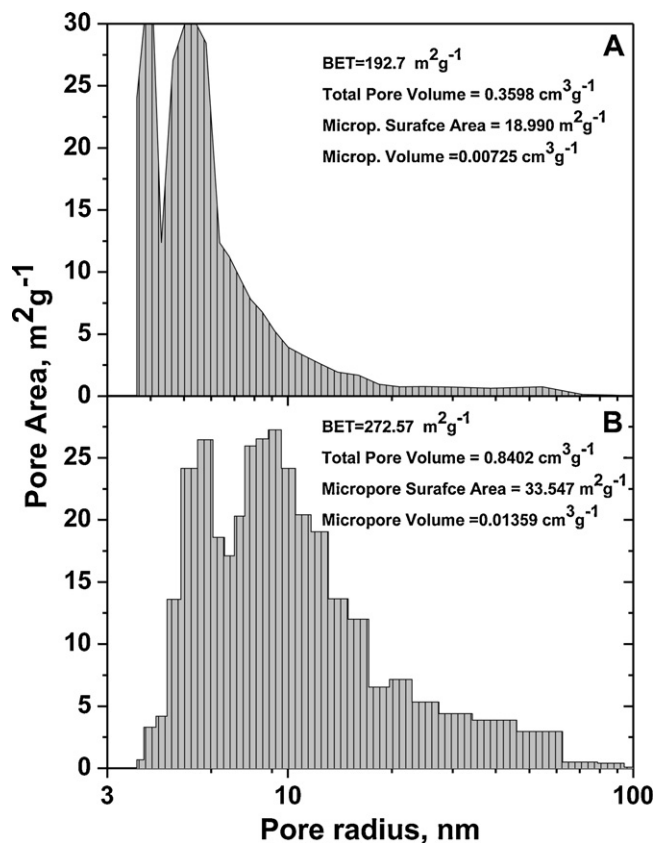 A
BET=192.7 m²g⁻¹
Total Pore Volume = 0.3598 cm³g⁻¹
Microp. Surafce Area = 18.990 m²g⁻¹
Microp. Volume =0.00725 cm³g⁻¹
30
25
20
15
10
5
0
Pore Area, m²g⁻¹
B
BET=272.57 m²g⁻¹
Total Pore Volume = 0.8402 cm³g⁻¹
Micropore Surafce Area = 33.547 m²g⁻¹
Micropore Volume =0.01359 cm³g⁻¹
25
20
15
10
5
0
3
10
100
Pore radius, nm